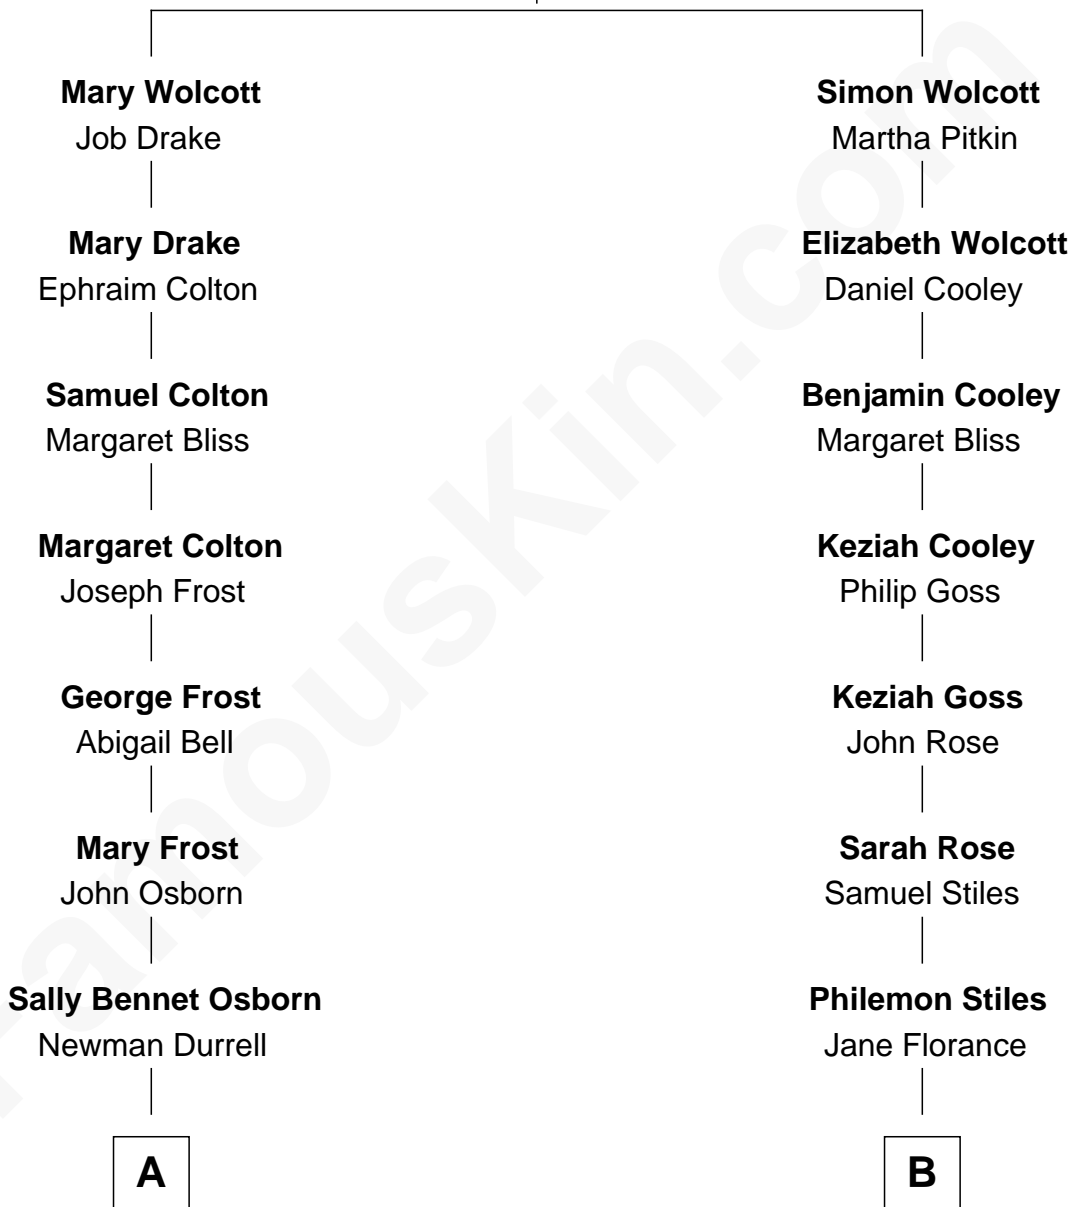 Mary Wolcott
Job Drake
Mary Drake
Ephraim Colton
Samuel Colton
Margaret Bliss
Margaret Colton
Joseph Frost
George Frost
Abigail Bell
Mary Frost
John Osborn
Sally Bennet Osborn
Newman Durrell
A
Simon Wolcott
Martha Pitkin
Elizabeth Wolcott
Daniel Cooley
Benjamin Cooley
Margaret Bliss
Keziah Cooley
Philip Goss
Keziah Goss
John Rose
Sarah Rose
Samuel Stiles
Philemon Stiles
Jane Florance
B
FamousKin.com